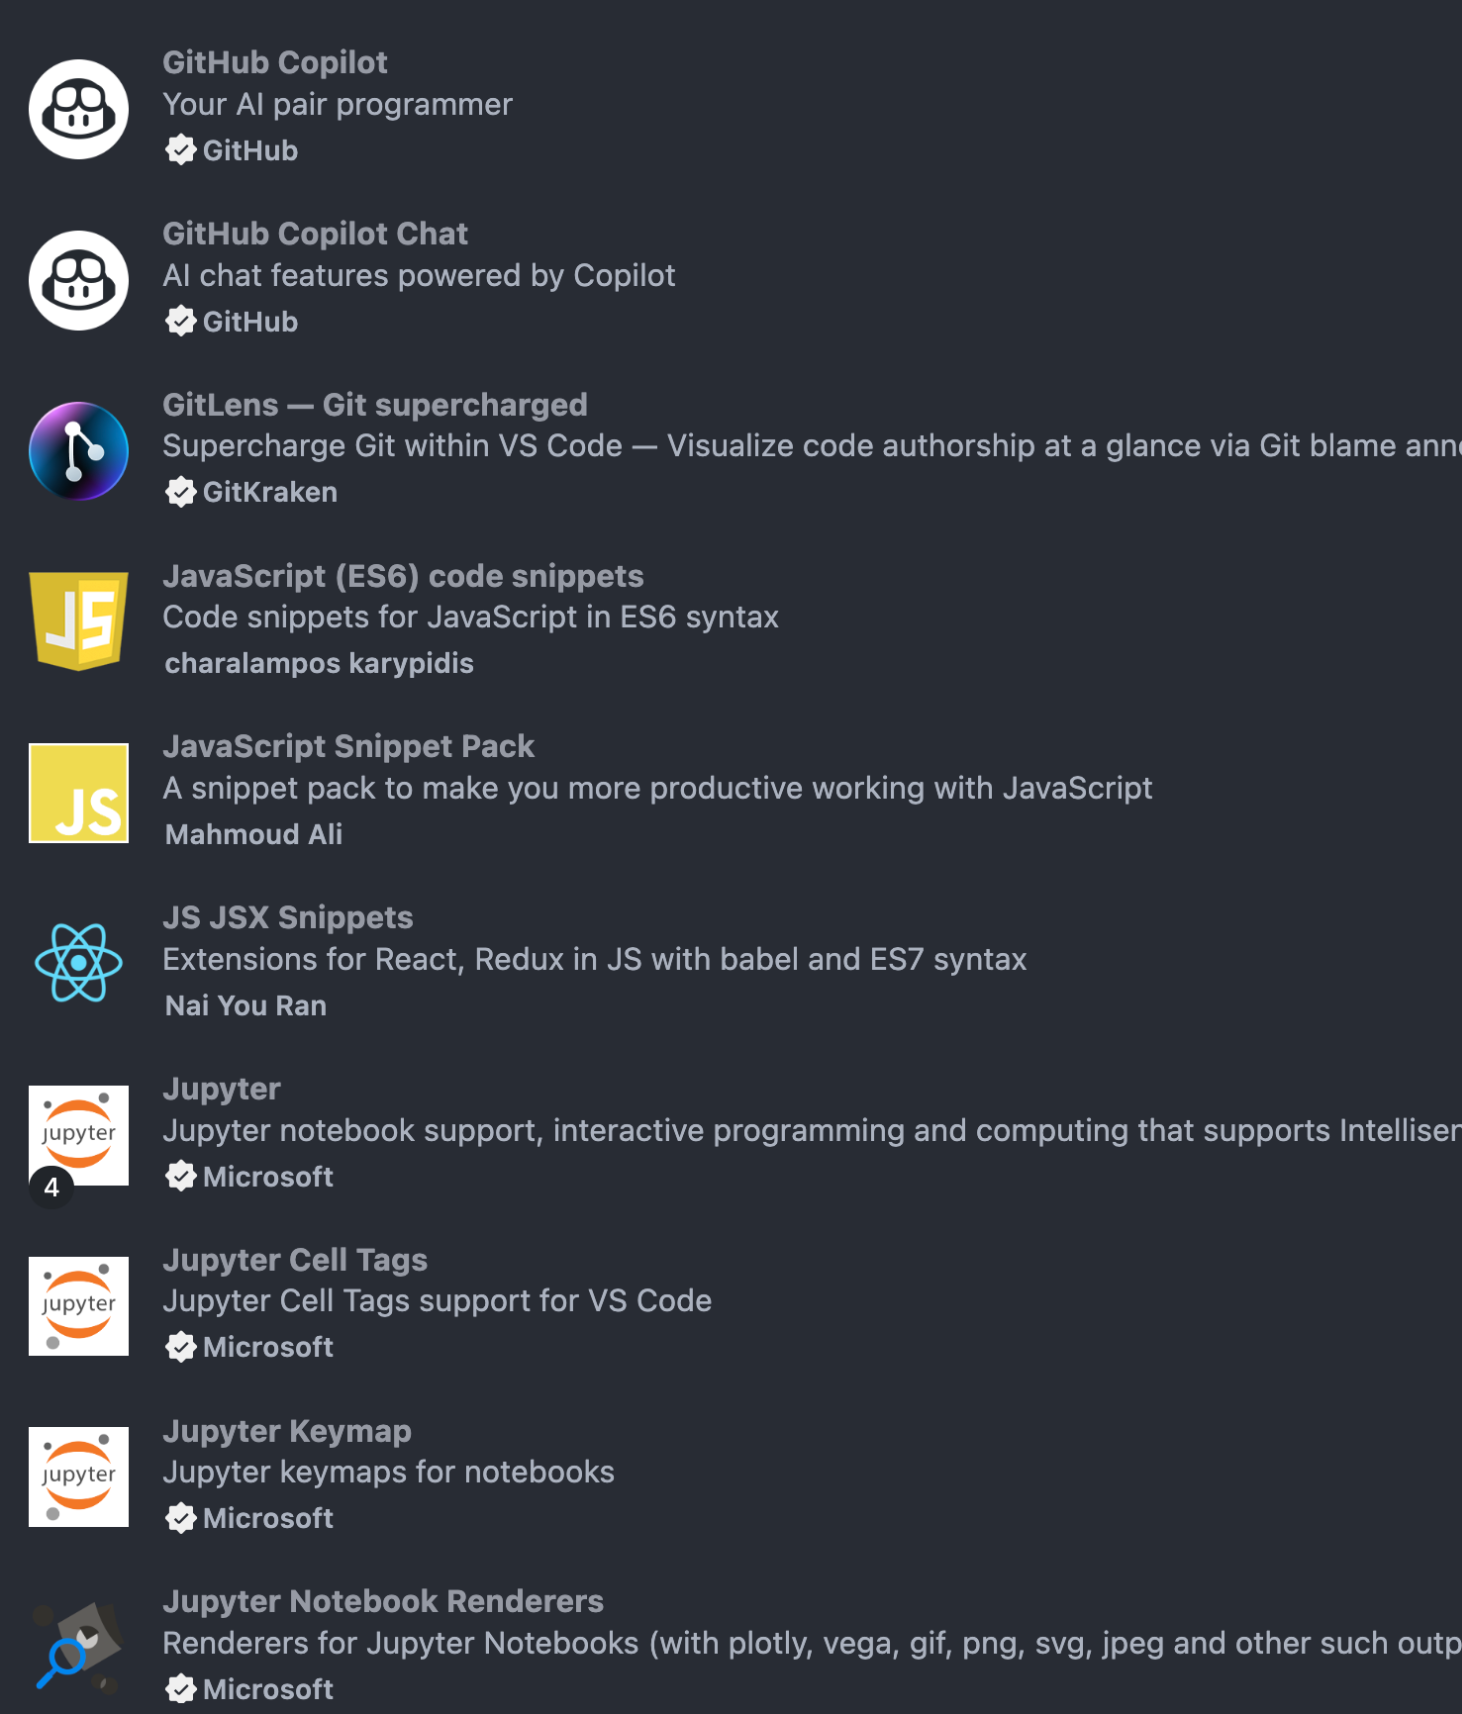 GitHub Copilot
Your AI pair programmer
GitHub
GitHub Copilot Chat
AI chat features powered by Copilot
GitHub
GitLens — Git supercharged
Supercharge Git within VS Code — Visualize code authorship at a glance via Git blame ann
GitKraken
JS
JavaScript (ES6) code snippets
Code snippets for JavaScript in ES6 syntax
charalampos karypidis
JS
JavaScript Snippet Pack
A snippet pack to make you more productive working with JavaScript
Mahmoud Ali
JS JSX Snippets
Extensions for React, Redux in JS with babel and ES7 syntax
Nai You Ran
jupyter
4
Jupyter
Jupyter notebook support, interactive programming and computing that supports Intellisen
Microsoft
jupyter
Jupyter Cell Tags
Jupyter Cell Tags support for VS Code
Microsoft
jupyter
Jupyter Keymap
Jupyter keymaps for notebooks
Microsoft
Jupyter Notebook Renderers
Renderers for Jupyter Notebooks (with plotly, vega, gif, png, svg, jpeg and other such outp
Microsoft